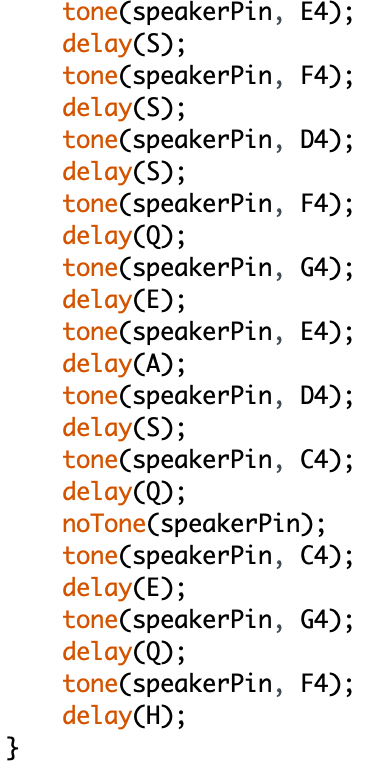 tone(speakerPin, E4);
delay(S);
tone(speakerPin, F4);
delay(S);
tone(speakerPin, D4);
delay(S);
tone(speakerPin, F4);
delay(Q);
tone(speakerPin, G4);
delay(E);
tone(speakerPin, E4);
delay(A);
tone(speakerPin, D4);
delay(S);
tone(speakerPin, C4);
delay(Q);
noTone(speakerPin);
tone(speakerPin, C4);
delay(E);
tone(speakerPin, G4);
delay(Q);
tone(speakerPin, F4);
delay(H);
}